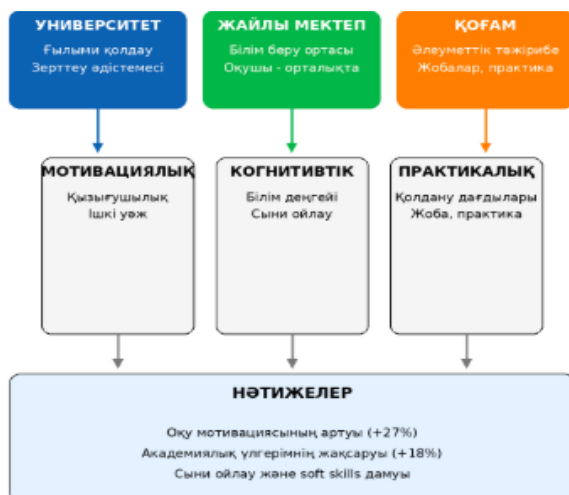 УНИВЕРСИТЕТ
Ғылыми қолдау
Зерттеу әдістемесі
ЖАЙЛЫ МЕКТЕП
Білім беру ортасы
Оқушы - орталықта
ҚОҒАМ
Әлеуметтік тәжірибе
Жобалар, практика
МОТИВАЦИЯЛЫҚ
Қызығушылық
Ішкі уәж
КОГНИТИВТІК
Білім деңгейі
Сыни ойлау
ПРАКТИКАЛЫҚ
Қолдану дағдылары
Жоба, практика
НӘТИЖЕЛЕР
Оқу мотивациясының артуы (+27%)
Академиялық үлгерімнің жақсаруы (+18%)
Сыни ойлау және soft skills дамуы